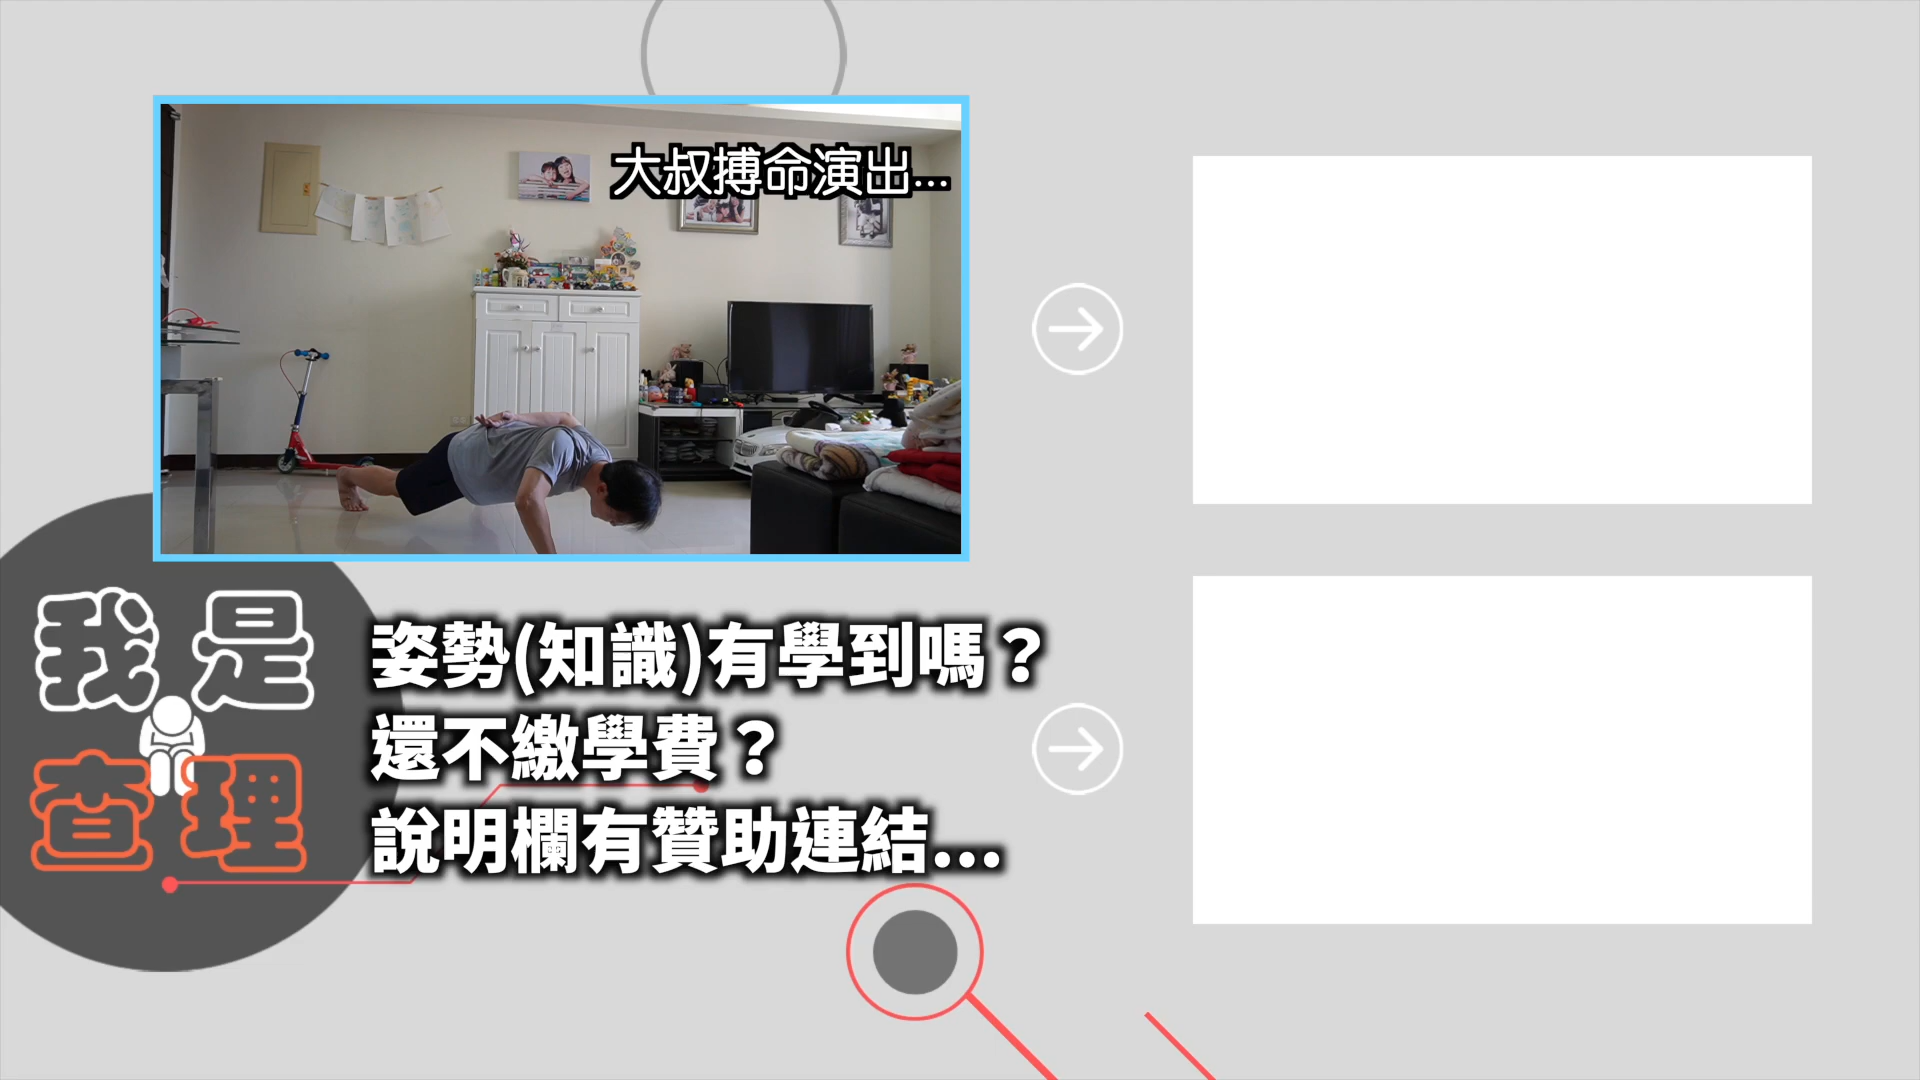 大叔搏命演出...
我是
查理
姿勢(知識)有學到嗎？
還不繳學費？
說明欄有贊助連結...